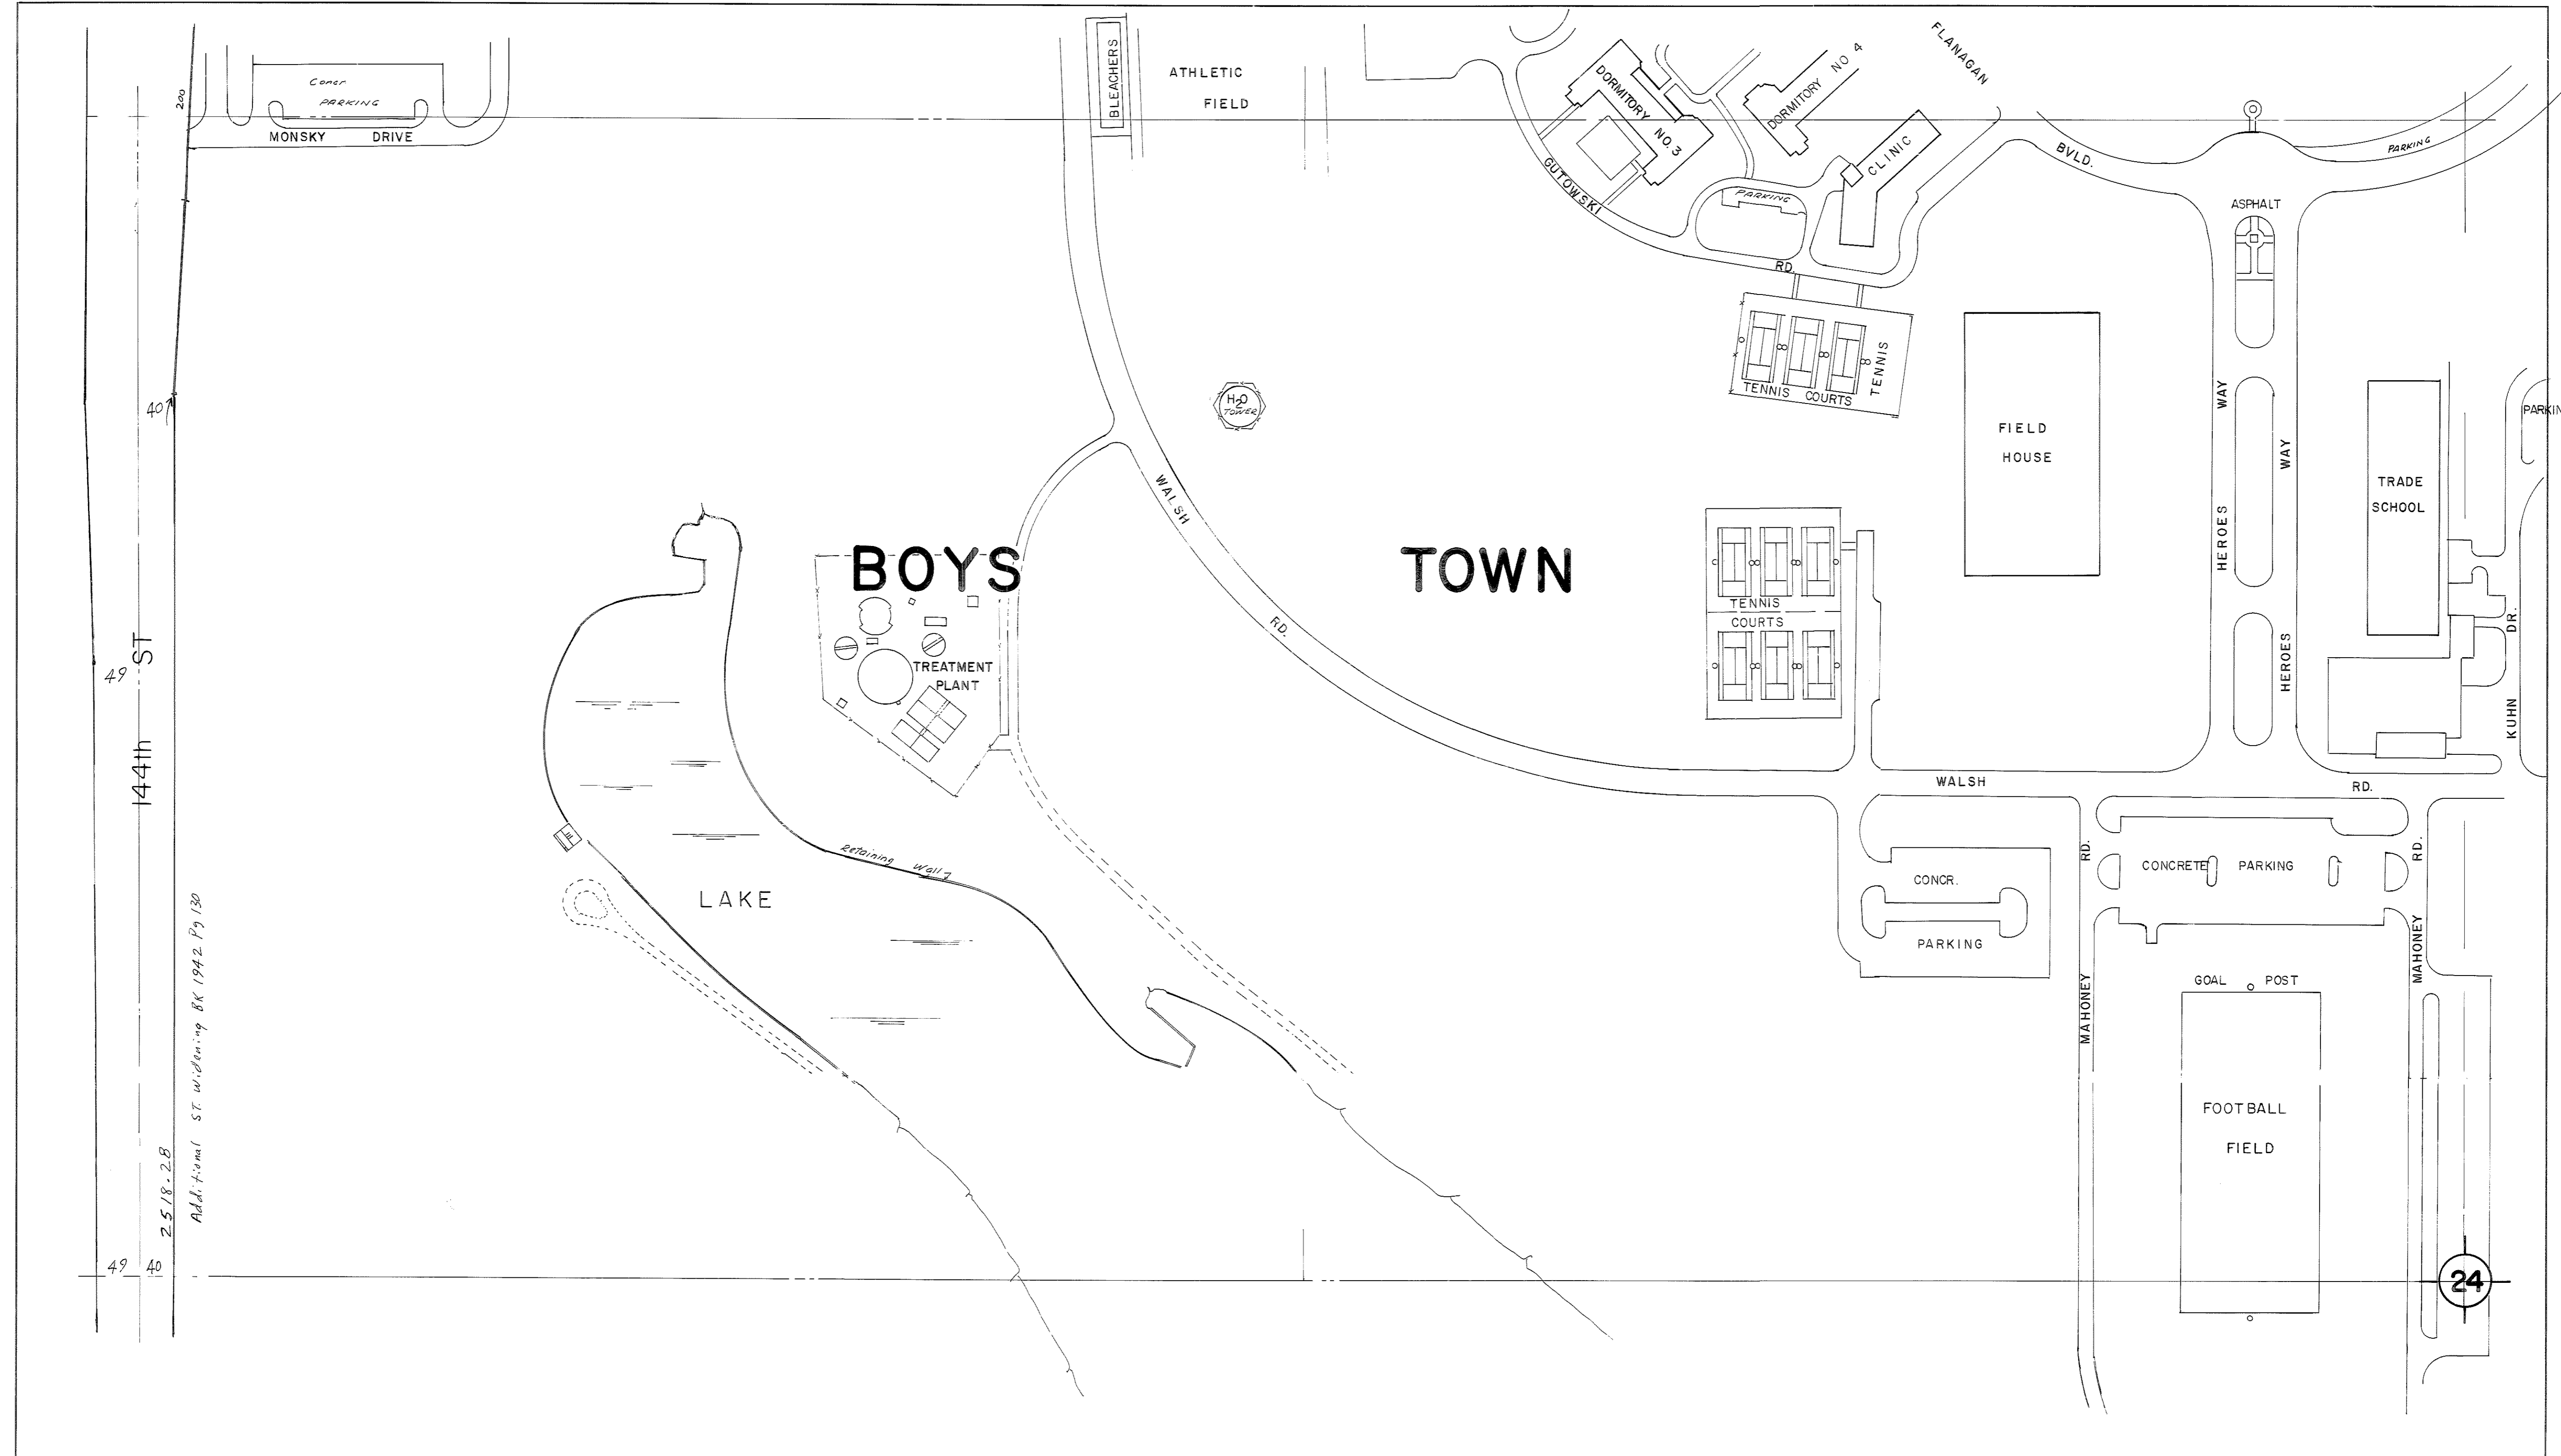 Concr
PARKING
MONSKY DRIVE
200
BLEACHERS
ATHLETIC
FIELD
DORMITORY NO. 3
DORMITORY NO 4
FLANAGAN
BVLD.
CLINIC
GUTOWSKI
RD.
PARKING
PARKING
ASPHALT
TENNIS COURTS
TENNIS
H2O
TOWER
40
FIELD
HOUSE
HEROES WAY
HEROES WAY
TRADE
SCHOOL
PARKIN
KUHN DR.
BOYS TOWN
WALSH
RD.
TENNIS
COURTS
TREATMENT
PLANT
144th ST
49
WALSH RD.
Retaining Wall
LAKE
CONCR.
PARKING
MAHONEY RD.
CONCRETE PARKING
MAHONEY RD.
GOAL POST
FOOTBALL
FIELD
Additional ST. Widening BK 1942 Pg 130
2518.28
49 40
24